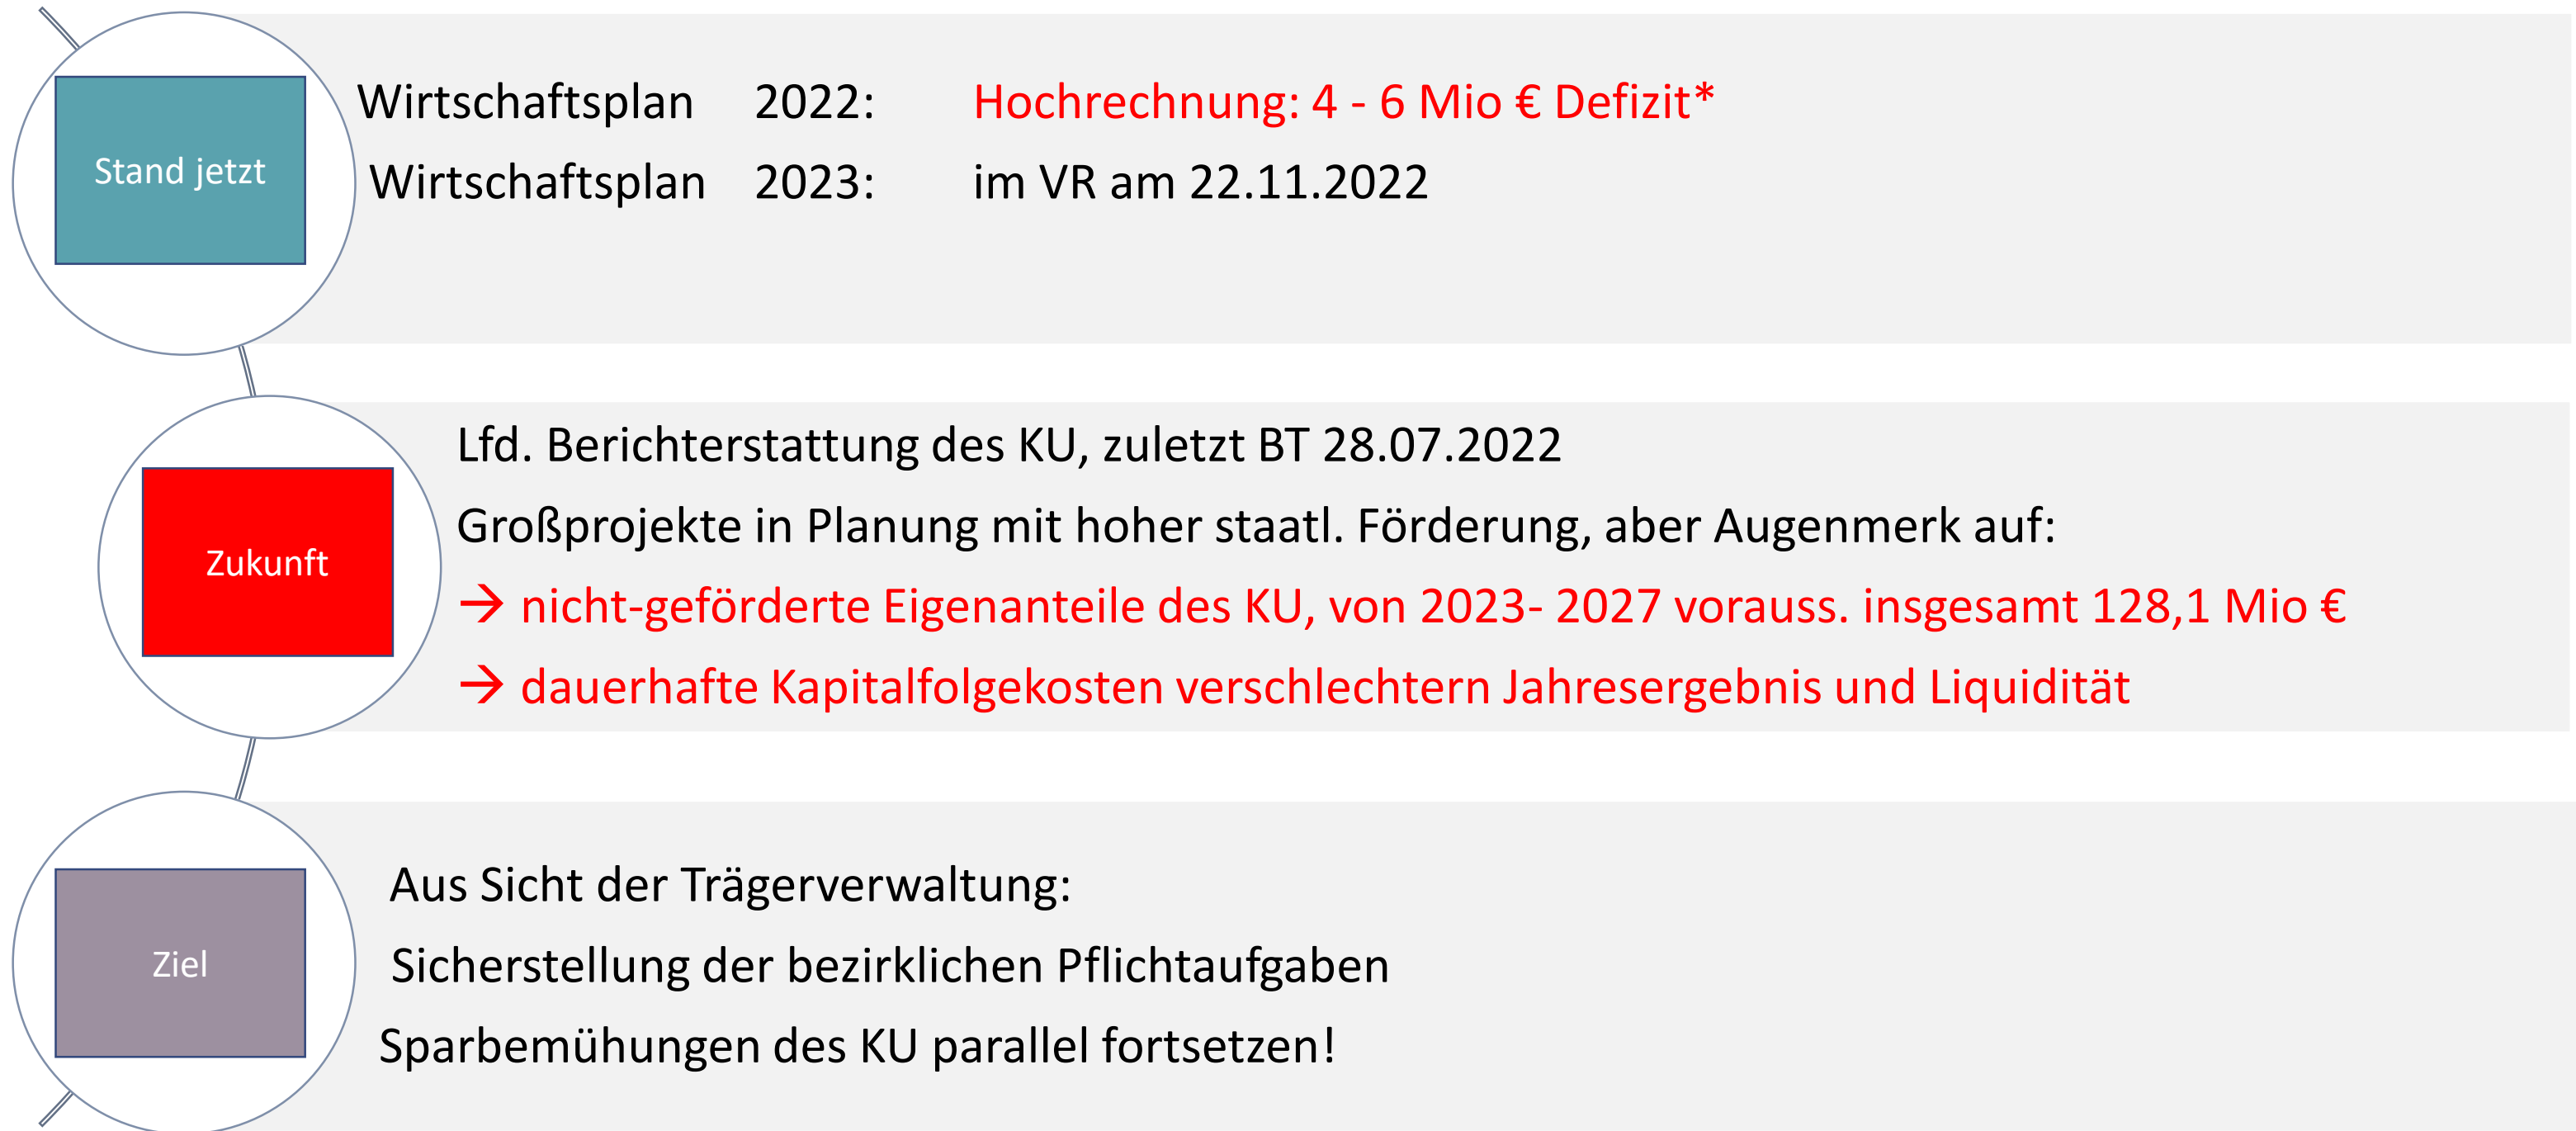 Stand jetzt
Wirtschaftsplan 2022: Hochrechnung: 4 - 6 Mio € Defizit*
Wirtschaftsplan 2023: im VR am 22.11.2022
Zukunft
Lfd. Berichterstattung des KU, zuletzt BT 28.07.2022
Großprojekte in Planung mit hoher staatl. Förderung, aber Augenmerk auf:
→ nicht-geförderte Eigenanteile des KU, von 2023- 2027 vorauss. insgesamt 128,1 Mio €
→ dauerhafte Kapitalfolgekosten verschlechtern Jahresergebnis und Liquidität
Ziel
Aus Sicht der Trägerverwaltung:
Sicherstellung der bezirklichen Pflichtaufgaben
Sparbemühungen des KU parallel fortsetzen!